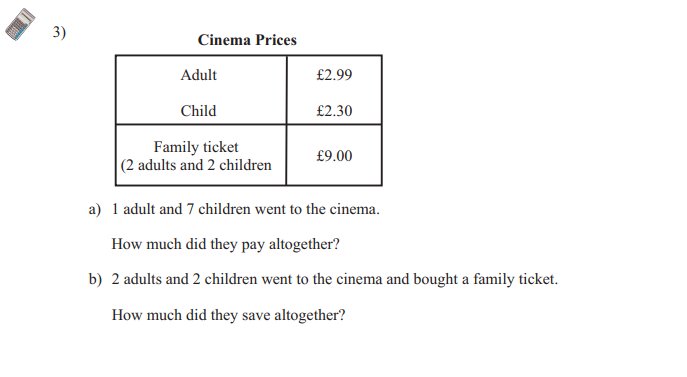 3)
Cinema Prices
Adult £2.99
Child £2.30
Family ticket
(2 adults and 2 children £9.00
a) 1 adult and 7 children went to the cinema.
How much did they pay altogether?
b) 2 adults and 2 children went to the cinema and bought a family ticket.
How much did they save altogether?